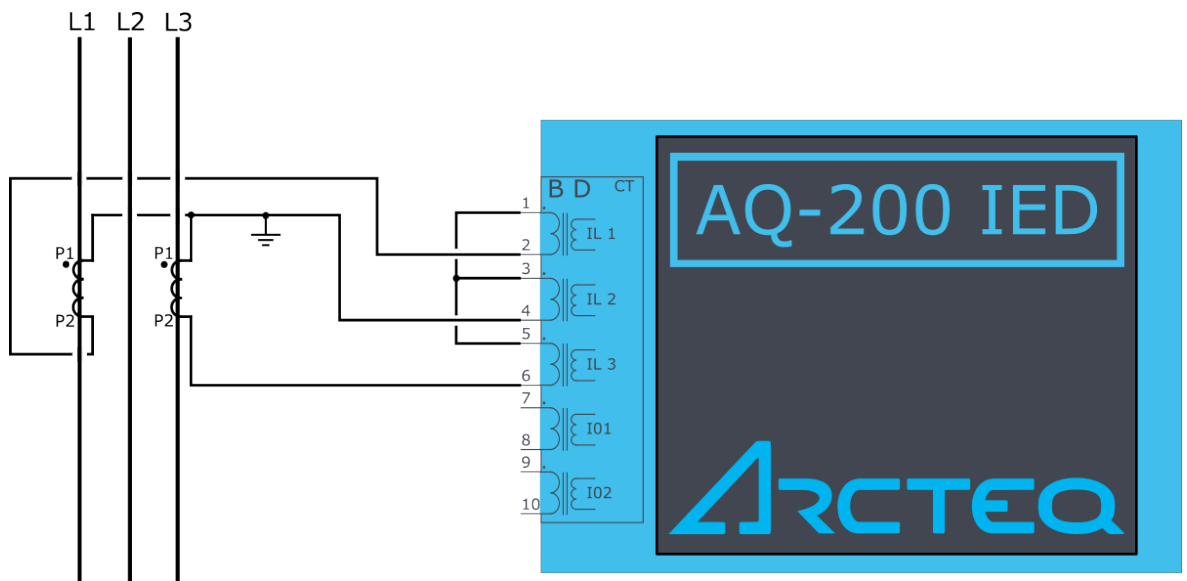 L1 L2 L3
B D CT
AQ-200 IED
1
IL 1
2
P1 P1
3
IL 2
4
P2 P2
5
IL 3
6
7
I01
8
9
I02
10
ARCTEQ